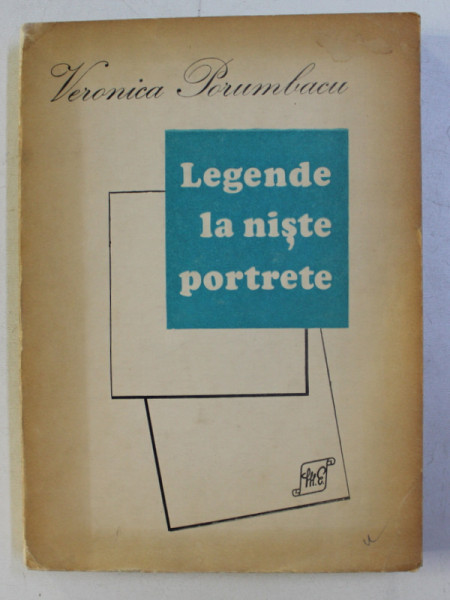 Veronica Porumbacu
Legende
la niște
portrete
M.E